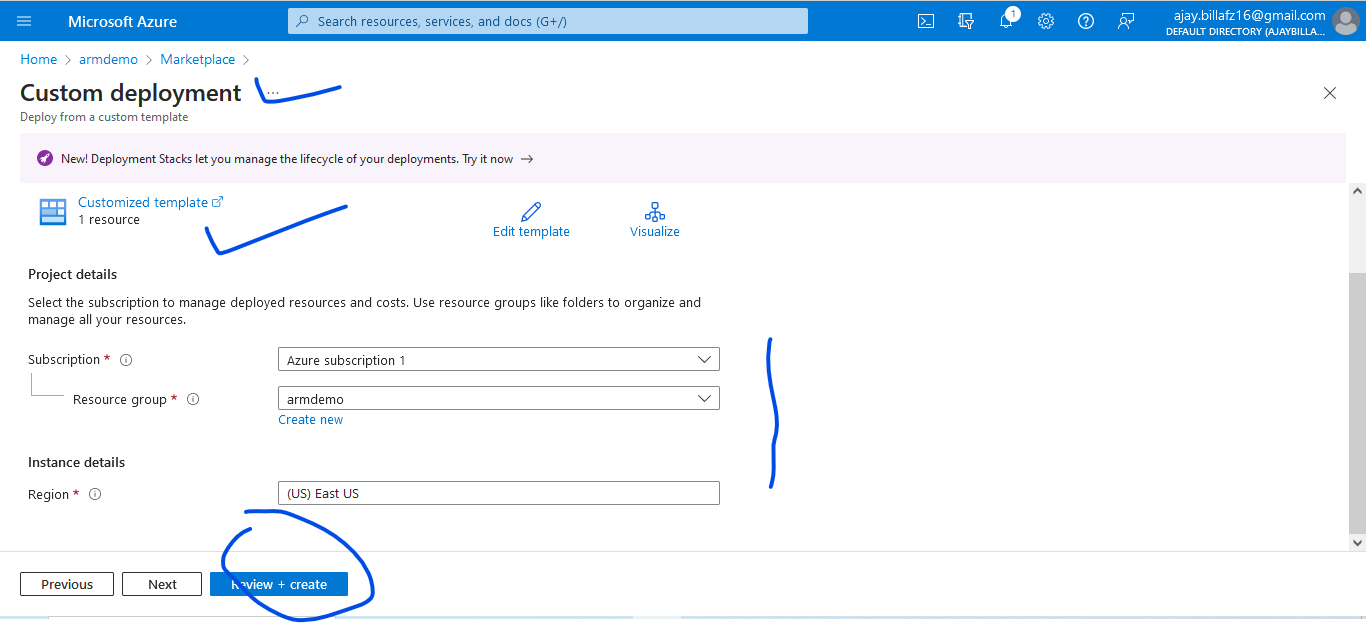 Microsoft Azure
Search resources, services, and docs (G+/)
1
ajay.billafz16@gmail.com
DEFAULT DIRECTORY (AJAYBILLA...
Home > armdemo > Marketplace >
Custom deployment ...
Deploy from a custom template
New! Deployment Stacks let you manage the lifecycle of your deployments. Try it now →
Customized template
1 resource
Edit template
Visualize
Project details
Select the subscription to manage deployed resources and costs. Use resource groups like folders to organize and
manage all your resources.
Subscription *
Azure subscription 1
Resource group *
armdemo
Create new
Instance details
Region *
(US) East US
Previous
Next
Review + create